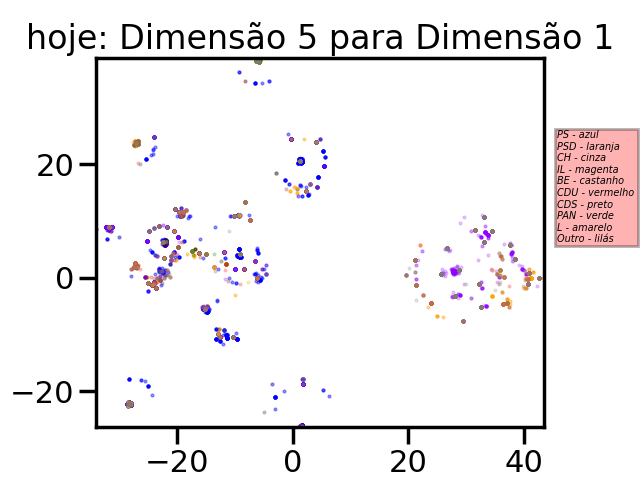 hoje: Dimensão 5 para Dimensão 1
PS - azul
PSD - laranja
CH - cinza
IL - magenta
BE - castanho
CDU - vermelho
CDS - preto
PAN - verde
L - amarelo
Outro - lilás
20
0
−20
−20 0 20 40